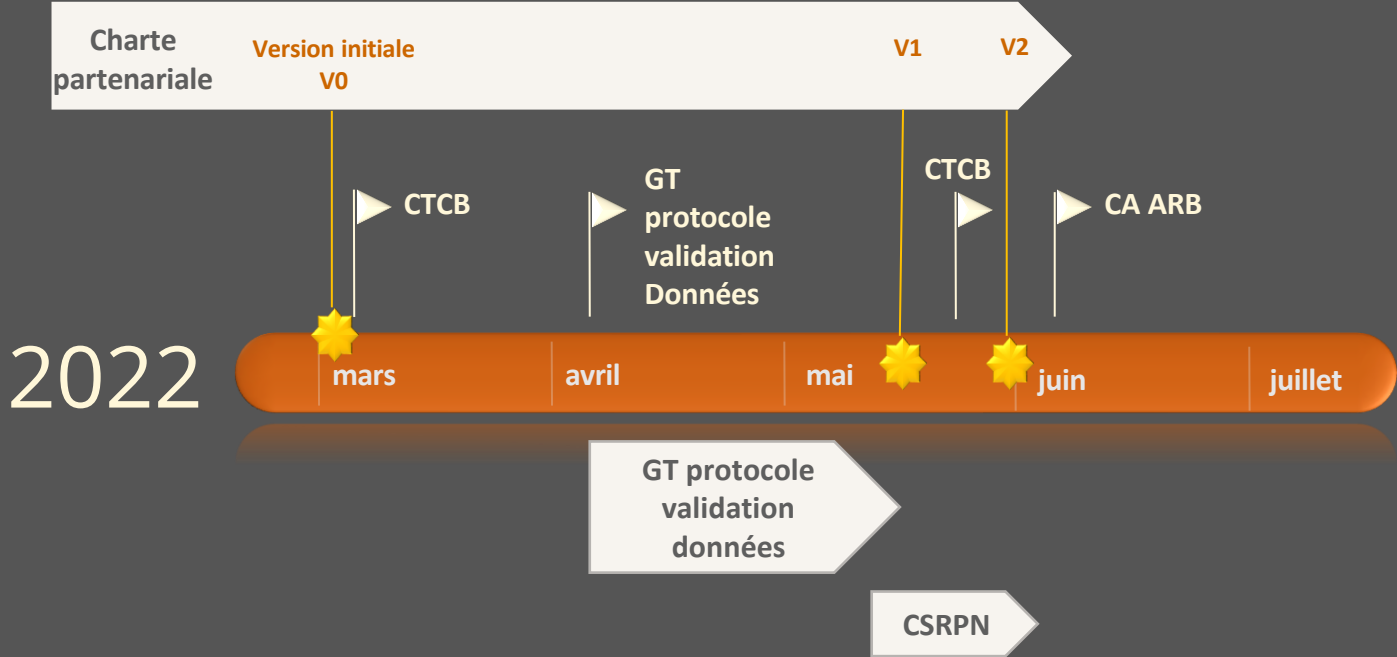 Charte
partenariale
Version initiale
V0
V1
V2
CTCB
GT
protocole
validation
Données
CTCB
CA ARB
2022
mars
avril
mai
juin
juillet
GT protocole
validation
données
CSRPN